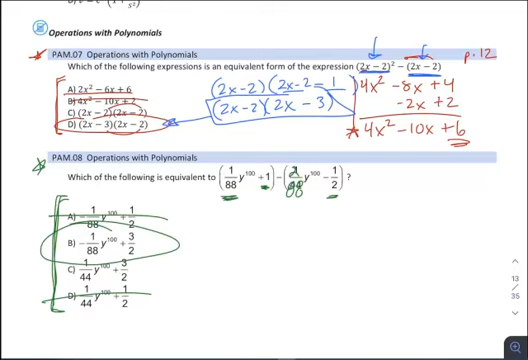 Operations with Polynomials
PAM.07 Operations with Polynomials
p. 12
Which of the following expressions is an equivalent form of the expression (2x − 2)² − (2x − 2)
A) 2x² − 6x + 6
B) 4x² − 10x + 2
C) (2x − 2)(2x − 2)
D) (2x − 3)(2x − 2)
(2x − 2)(2x − 2 − 1)
(2x − 2)(2x − 3)
4x² − 8x + 4
− 2x + 2
4x² − 10x + 6
PAM.08 Operations with Polynomials
Which of the following is equivalent to (1/88 y¹⁰⁰ + 1) − (2/88 y¹⁰⁰ − 1/2) ?
A) −1/88 y¹⁰⁰ + 1/2
B) −1/88 y¹⁰⁰ + 3/2
C) 1/44 y¹⁰⁰ + 3/2
D) 1/44 y¹⁰⁰ + 1/2
13
/
35